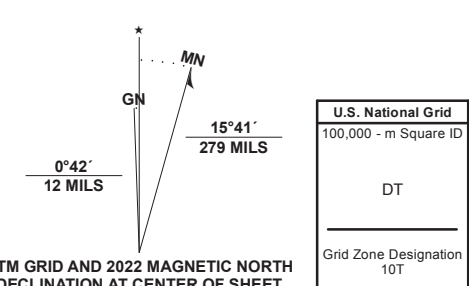 ★
MN
GN
15°41´
279 MILS
0°42´
12 MILS
TM GRID AND 2022 MAGNETIC NORTH
DECLINATION AT CENTER OF SHEET
U.S. National Grid
100,000 - m Square ID
DT
Grid Zone Designation
10T